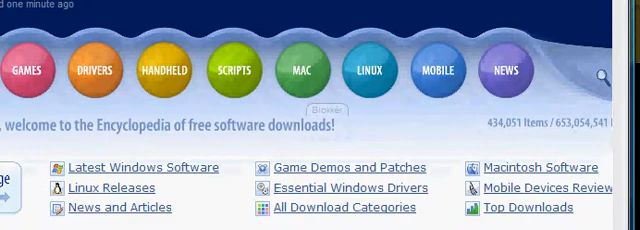 d one minute ago
GAMES DRIVERS HANDHELD SCRIPTS MAC LINUX MOBILE NEWS
Blokker
, welcome to the Encyclopedia of free software downloads! 434,051 Items / 653,054,541
ge Latest Windows Software Game Demos and Patches Macintosh Software
Linux Releases Essential Windows Drivers Mobile Devices Review
News and Articles All Download Categories Top Downloads